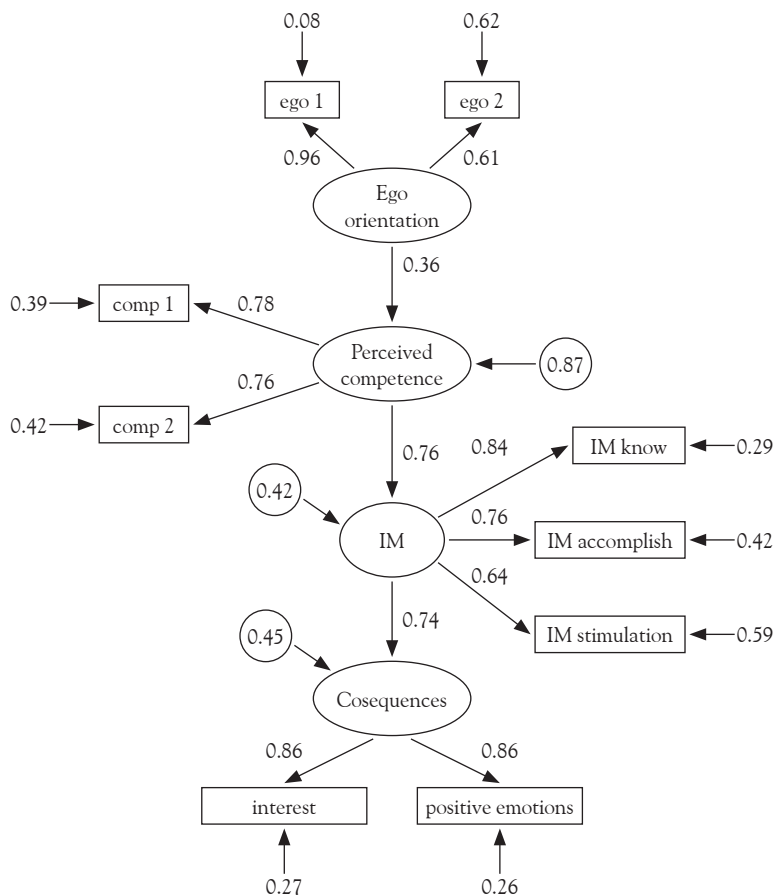 0.08 0.62
ego 1 ego 2
0.96 0.61
Ego
orientation
0.36
0.39 comp 1 0.78
Perceived
competence 0.87
0.76
0.42 comp 2
0.76 0.84 IM know 0.29
0.42
0.76
IM IM accomplish 0.42
0.64
0.74
0.45 IM stimulation 0.59
Cosequences
0.86 0.86
interest positive emotions
0.27 0.26